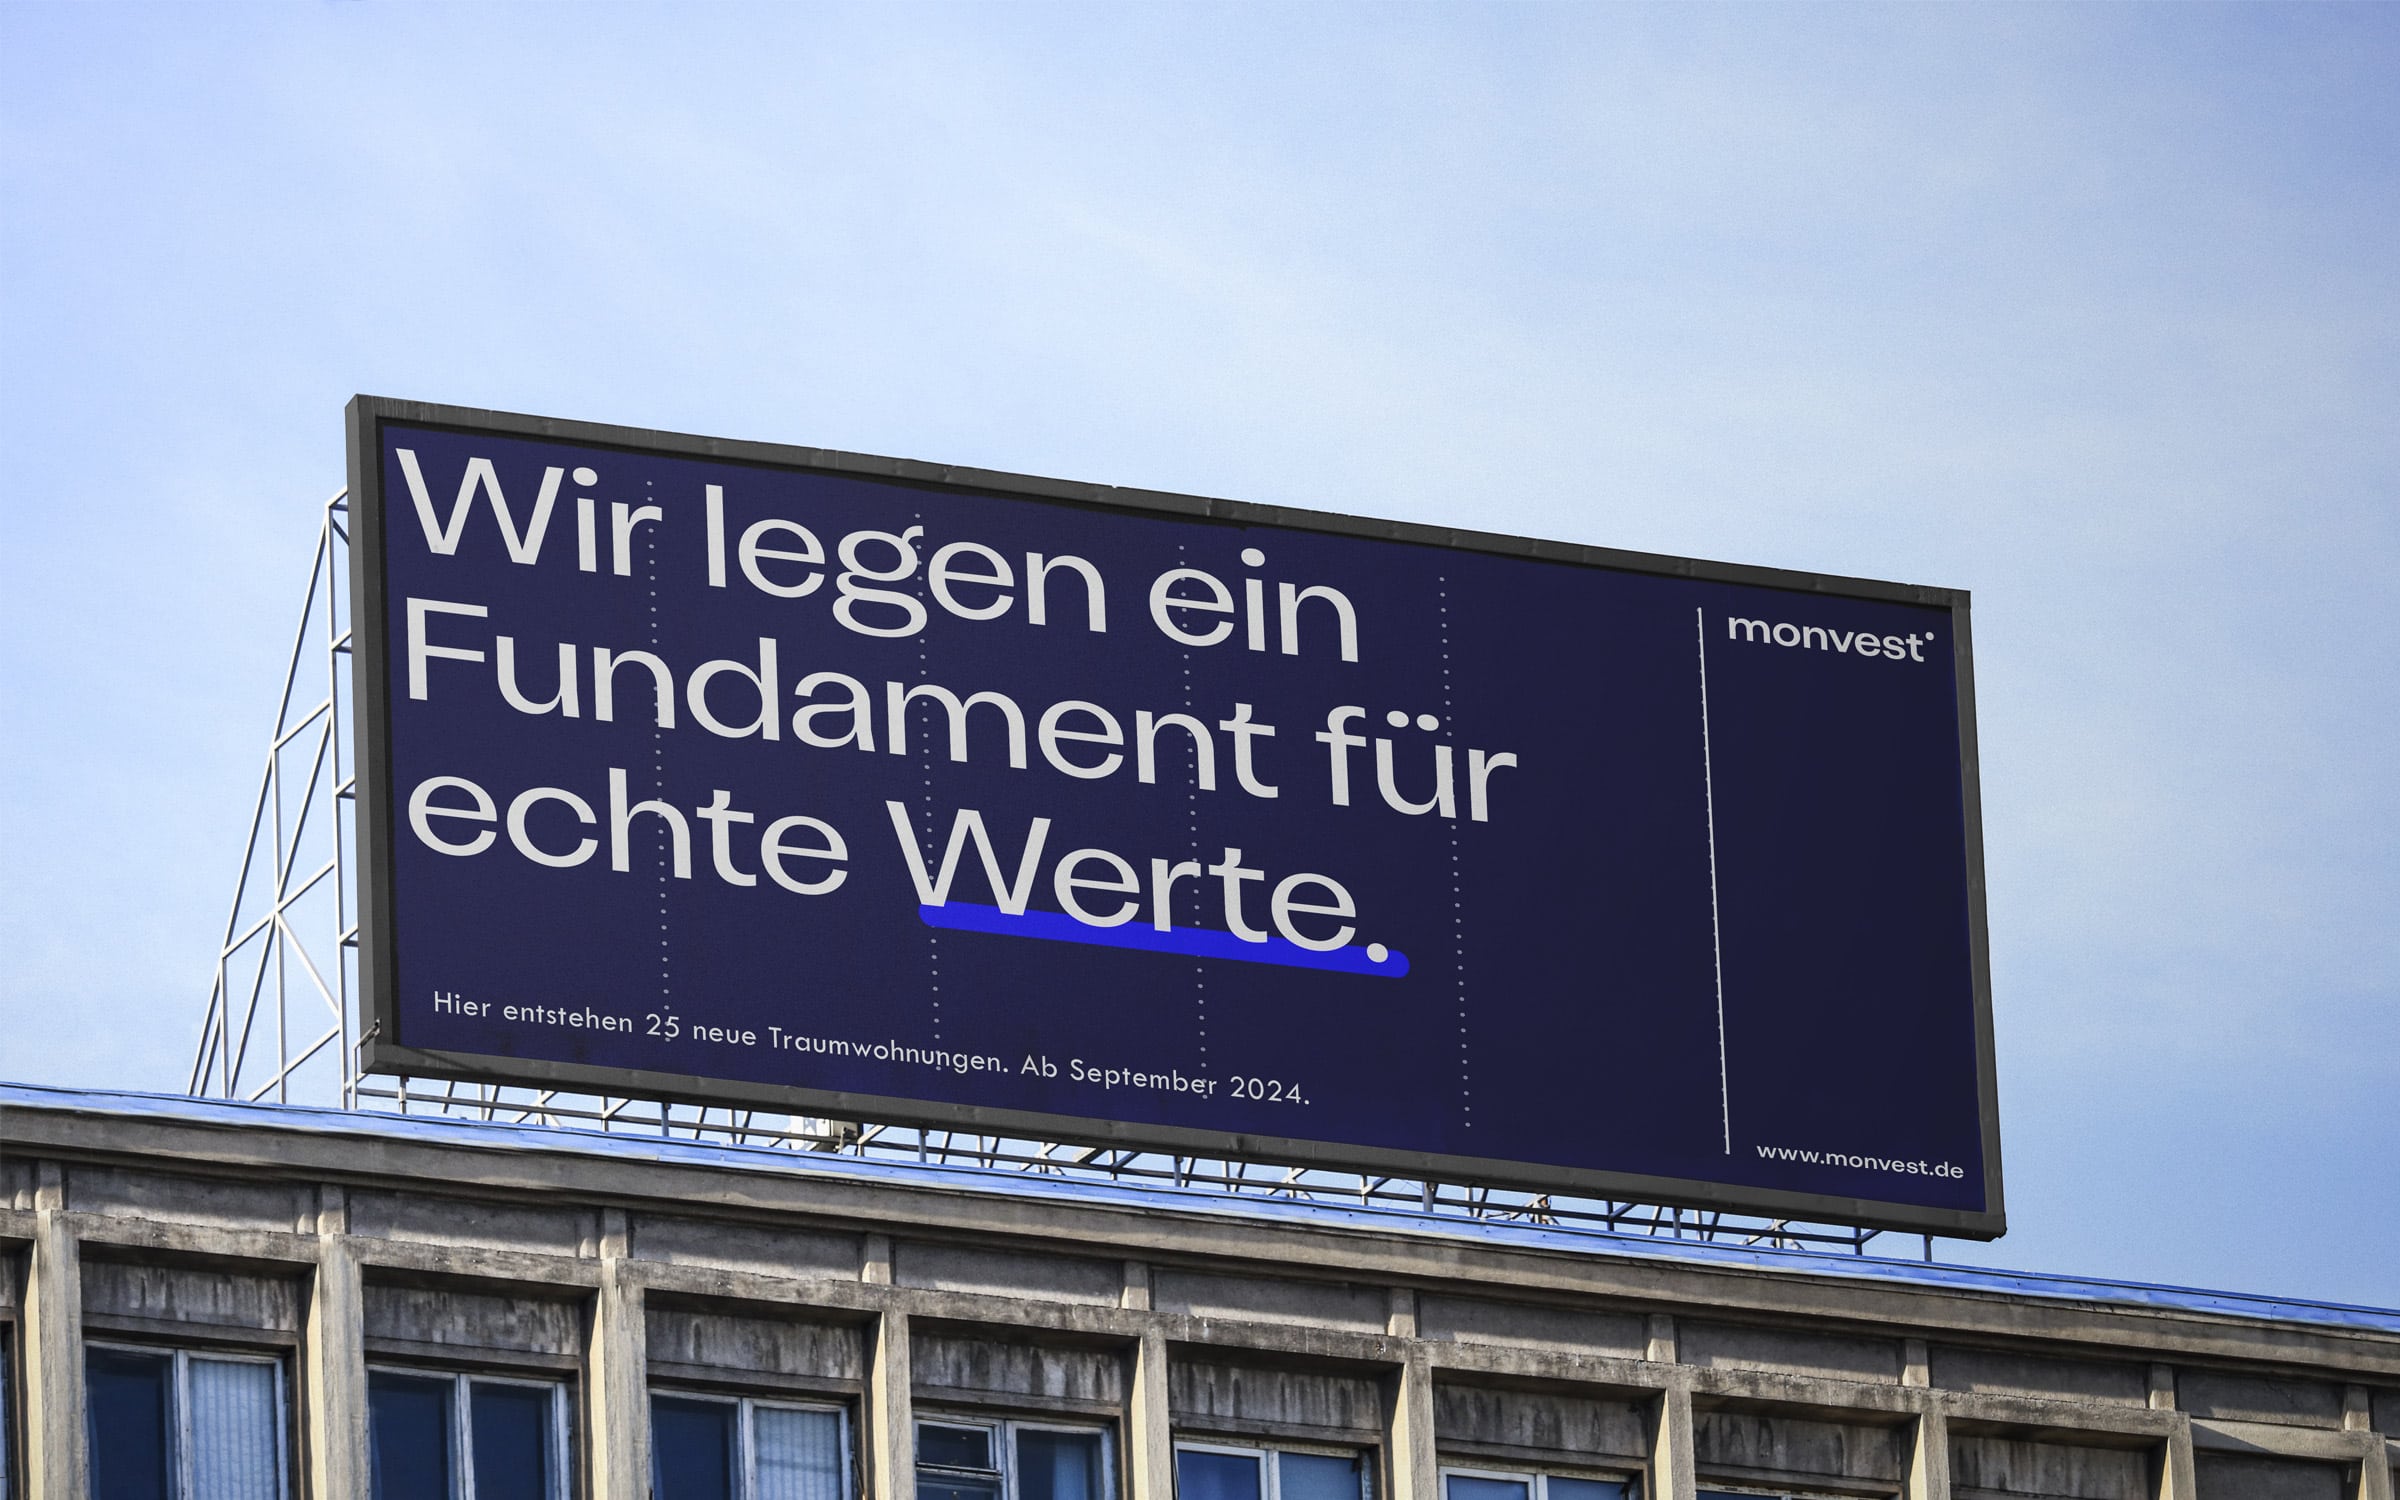 Wir legen ein
Fundament für
echte Werte.
Hier entstehen 25 neue Traumwohnungen. Ab September 2024.
monvest
www.monvest.de